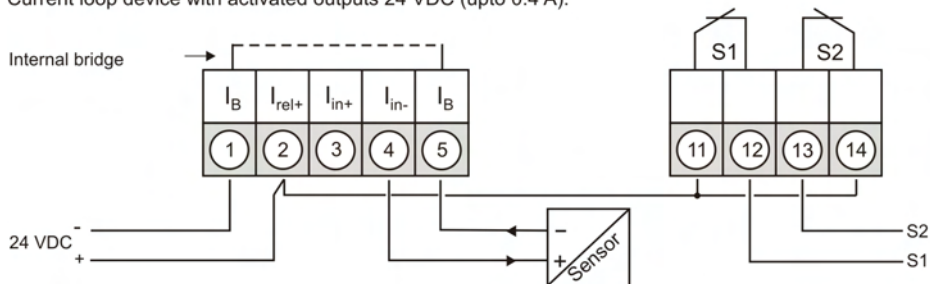 Current loop device with activated outputs 24 VDC (upto 0.4 A).
Internal bridge
S1 S2
I_B I_rel+ I_in+ I_in- I_B
1 2 3 4 5
11 12 13 14
24 VDC
-
+
-
+
Sensor
S2
S1